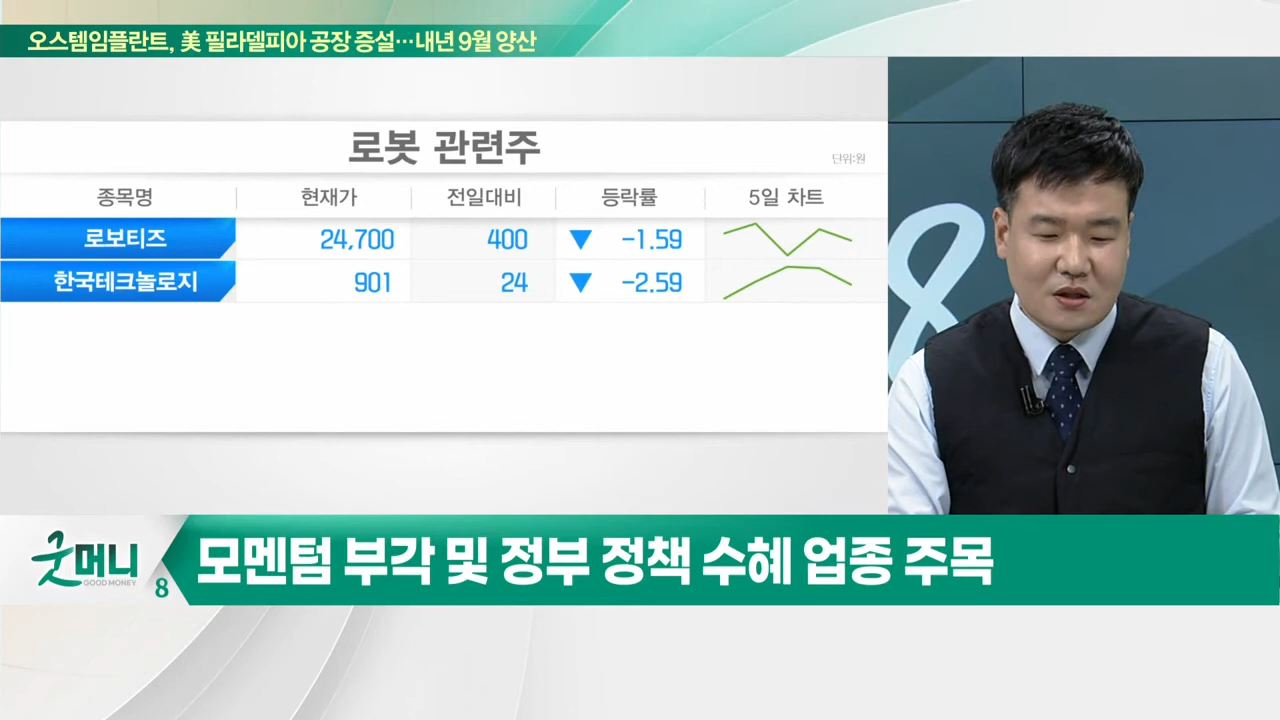 오스템임플란트, 美 필라델피아 공장 증설…내년 9월 양산
로봇 관련주
단위:원
종목명 현재가 전일대비 등락률 5일 차트
로보티즈 24,700 400 ▼ -1.59
한국테크놀로지 901 24 ▼ -2.59
굿머니
GOOD MONEY
8
모멘텀 부각 및 정부 정책 수혜 업종 주목